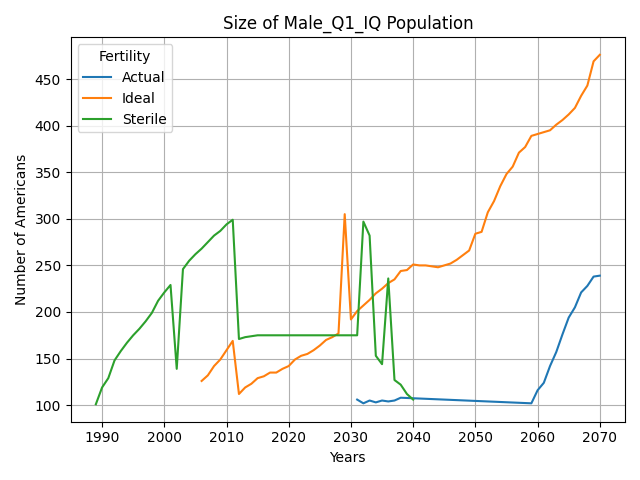 Size of Male_Q1_IQ Population
Fertility
Actual
Ideal
Sterile
Number of Americans
450
400
350
300
250
200
150
100
1990 2000 2010 2020 2030 2040 2050 2060 2070
Years